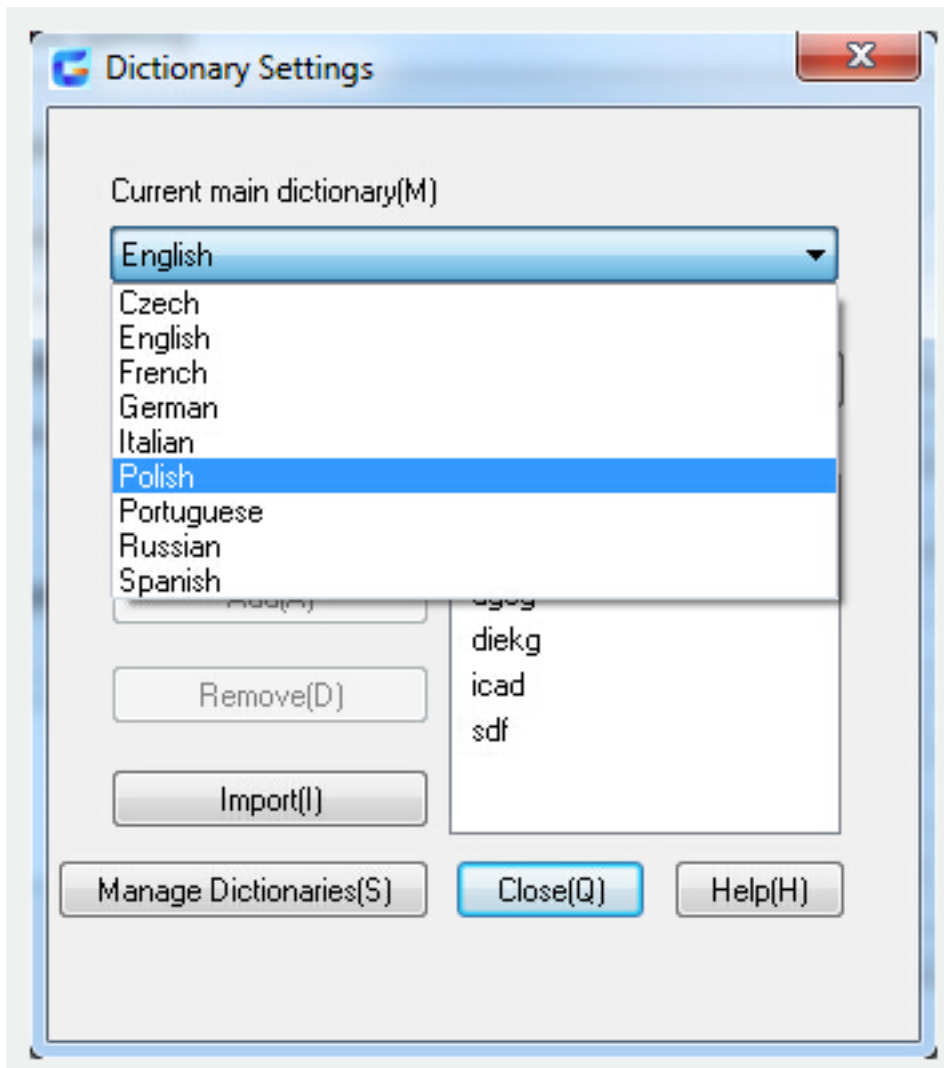 Dictionary Settings
Current main dictionary(M)
English
Czech
English
French
German
Italian
Polish
Portuguese
Russian
Spanish
diekg
Remove(D)
icad
sdf
Import(I)
Manage Dictionaries(S) Close(Q) Help(H)